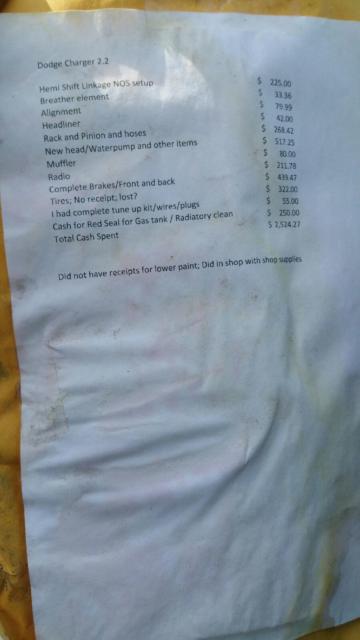 Dodge Charger 2.2
Hemi Shift Linkage NOS setup $ 225.00
Breather element $ 33.36
Alignment $ 79.99
Headliner $ 42.00
Rack and Pinion and hoses $ 268.42
New head/Waterpump and other items $ 517.25
Muffler $ 80.00
Radio $ 211.78
Complete Brakes/Front and back $ 439.47
Tires; No receipt; lost? $ 322.00
I had complete tune up kit/wires/plugs $ 55.00
Cash for Red Seal for Gas tank / Radiatory clean $ 250.00
Total Cash Spent $ 2,524.27
Did not have receipts for lower paint; Did in shop with shop supplies